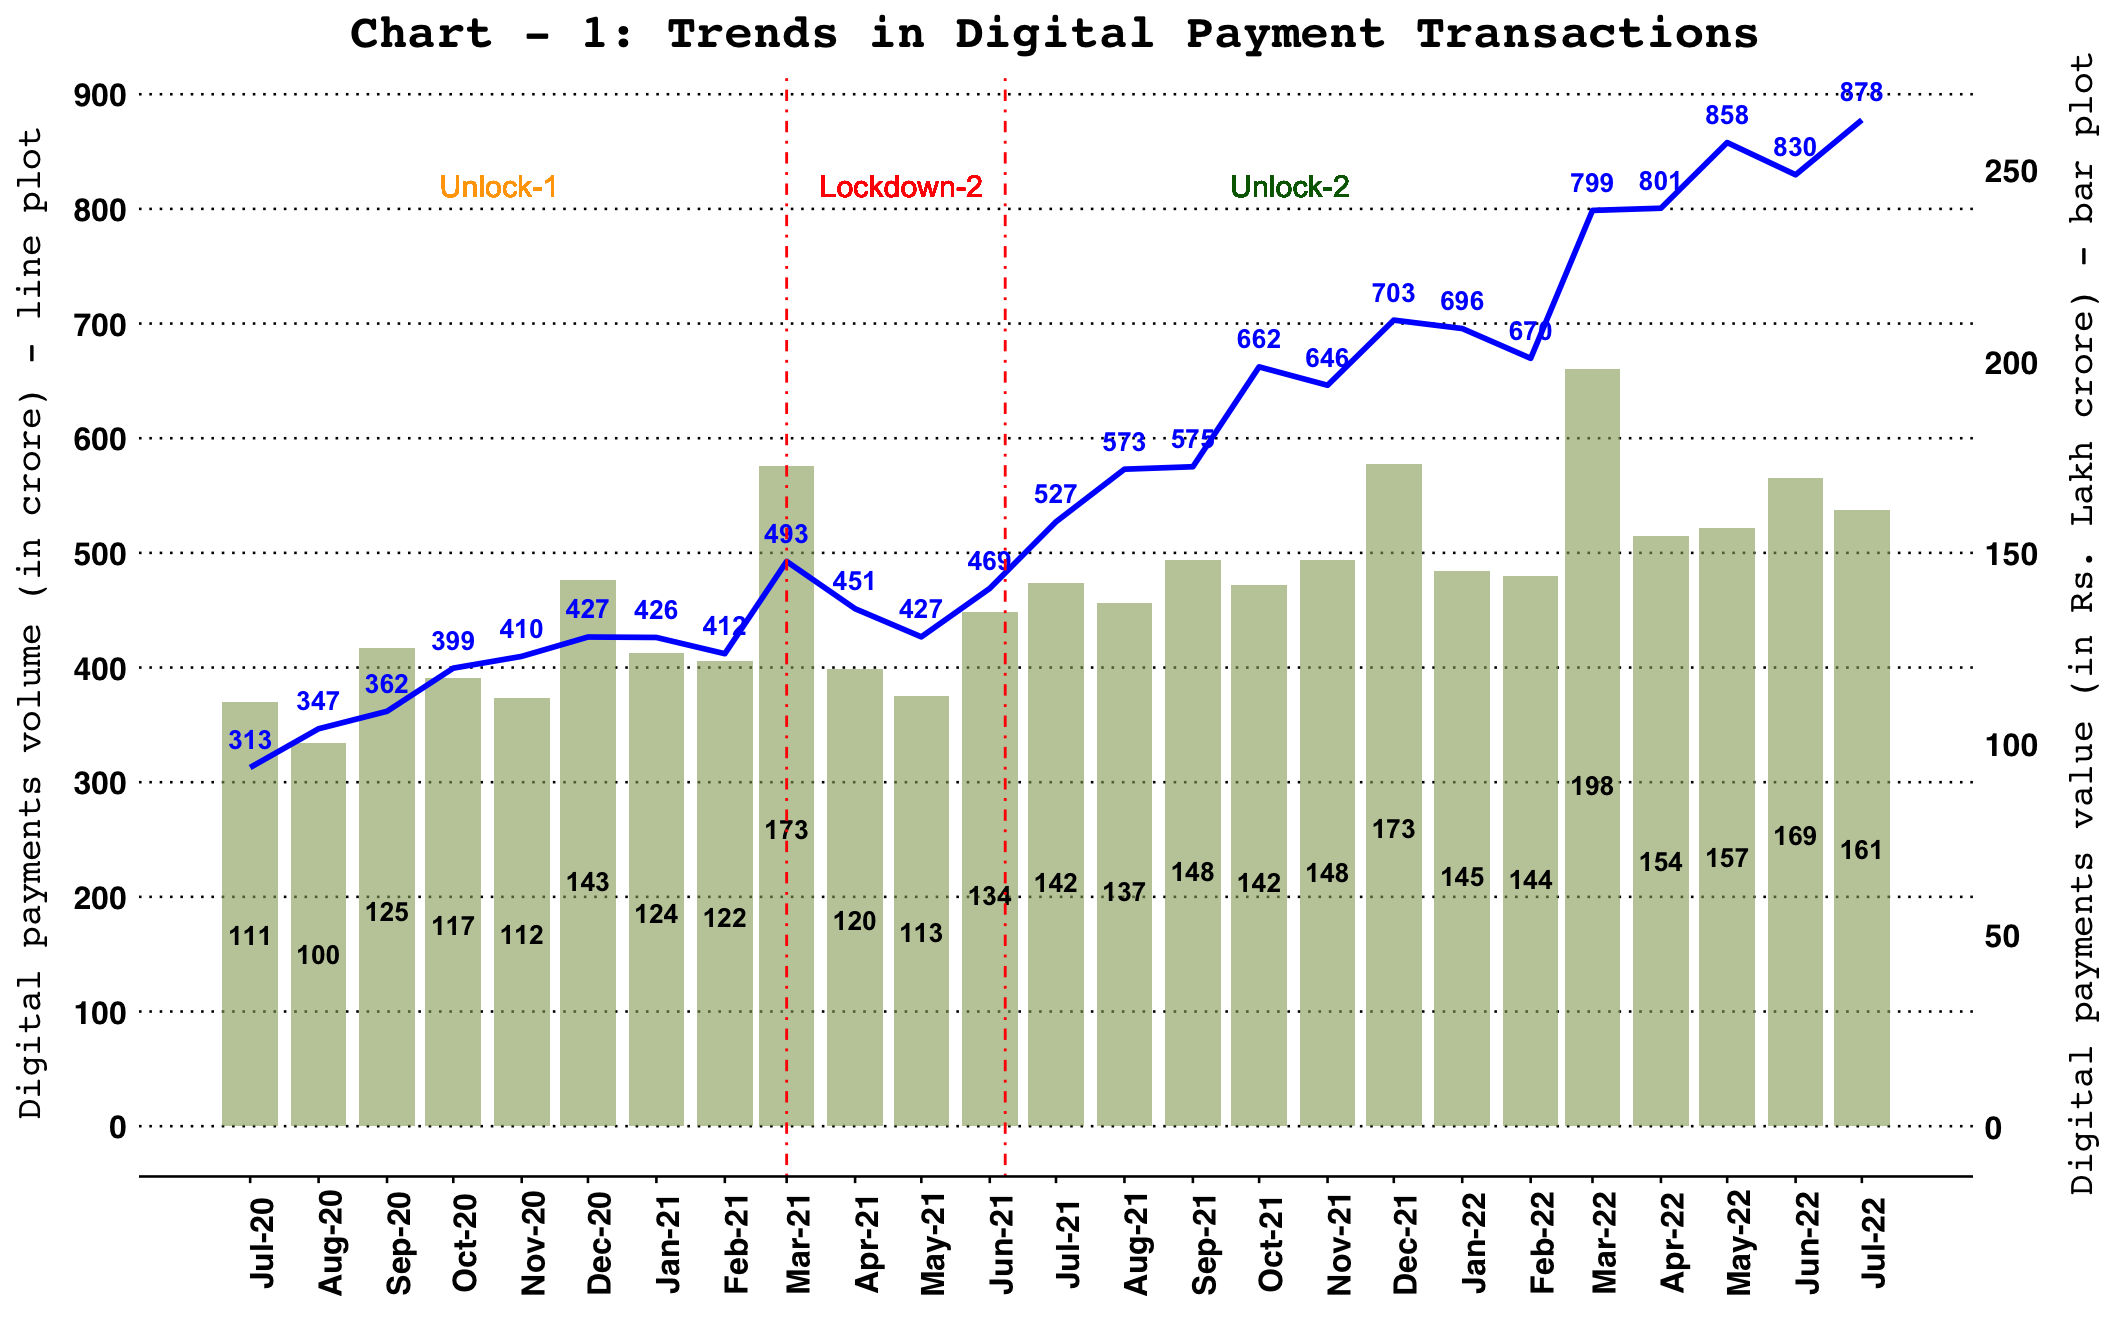 Chart - 1: Trends in Digital Payment Transactions
Digital payments volume (in crore) - line plot
900
800
700
600
500
400
300
200
100
0
Unlock-1
Lockdown-2
Unlock-2
313
347
362
399
410
427
426
412
493
451
427
469
527
573
575
662
646
703
696
670
799
801
858
830
878
111
100
125
117
112
143
124
122
173
120
113
134
142
137
148
142
148
173
145
144
198
154
157
169
161
250
200
150
100
50
0
Digital payments value (in Rs. Lakh crore) - bar plot
Jul-20
Aug-20
Sep-20
Oct-20
Nov-20
Dec-20
Jan-21
Feb-21
Mar-21
Apr-21
May-21
Jun-21
Jul-21
Aug-21
Sep-21
Oct-21
Nov-21
Dec-21
Jan-22
Feb-22
Mar-22
Apr-22
May-22
Jun-22
Jul-22